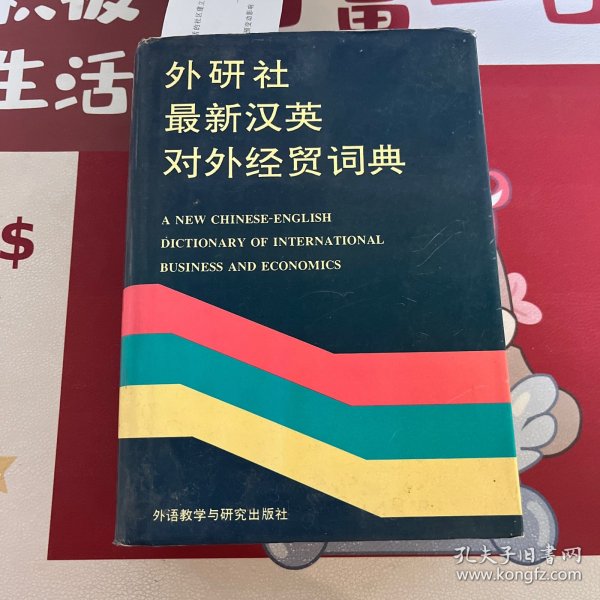 生活
$
外研社
最新汉英
对外经贸词典
A NEW CHINESE-ENGLISH
DICTIONARY OF INTERNATIONAL
BUSINESS AND ECONOMICS
外语教学与研究出版社
孔夫子旧书网
www.kongfz.com